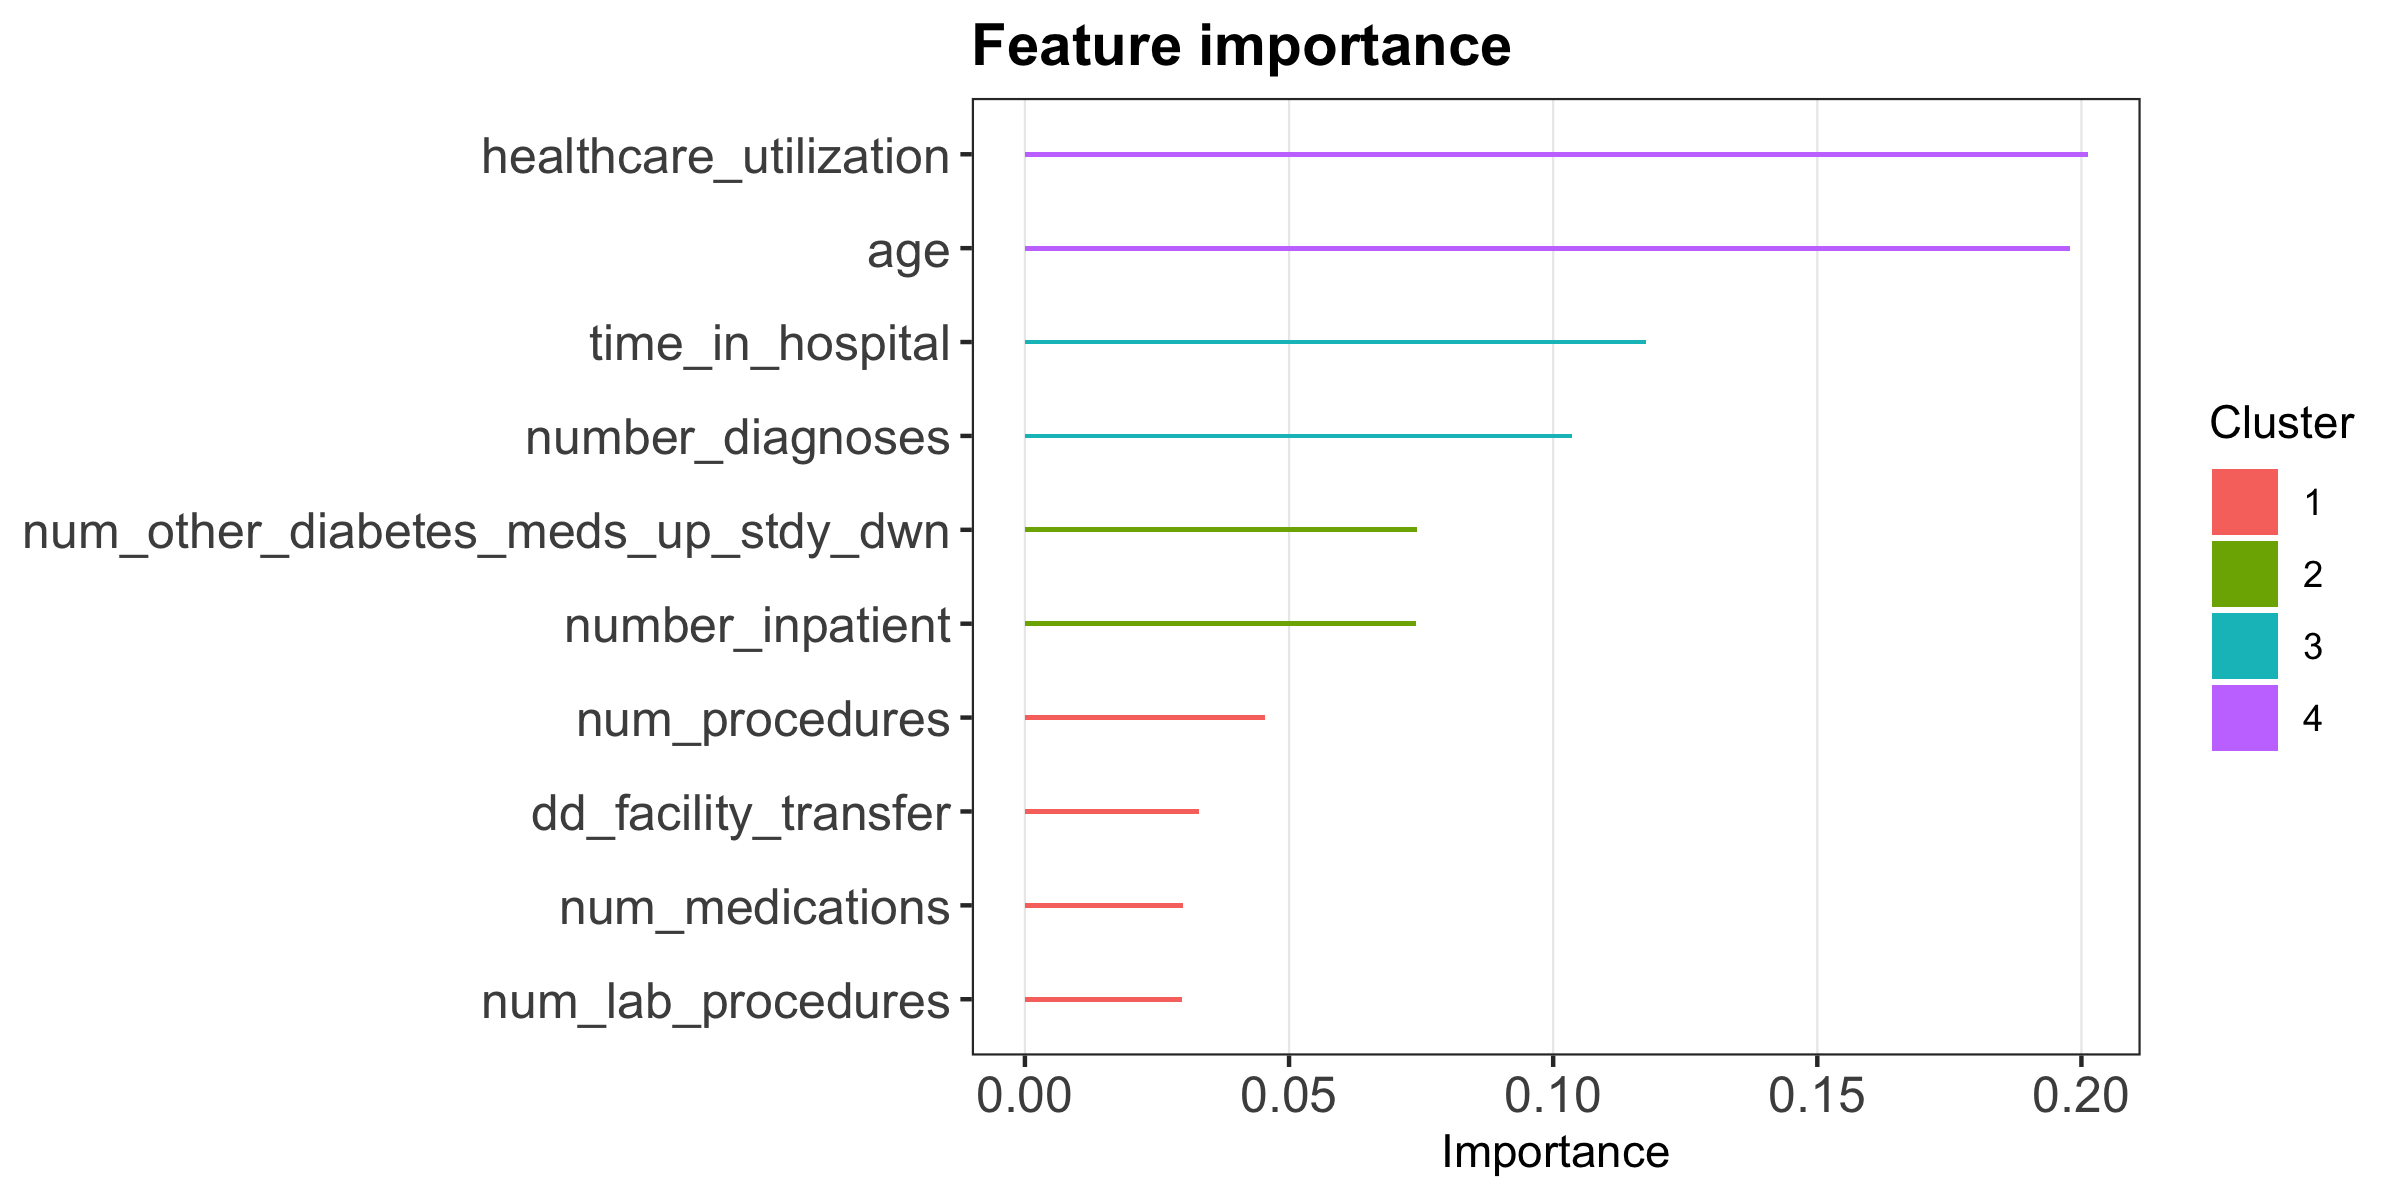 Feature importance
healthcare_utilization
age
time_in_hospital
number_diagnoses
num_other_diabetes_meds_up_stdy_dwn
number_inpatient
num_procedures
dd_facility_transfer
num_medications
num_lab_procedures
0.00 0.05 0.10 0.15 0.20
Importance
Cluster
1
2
3
4